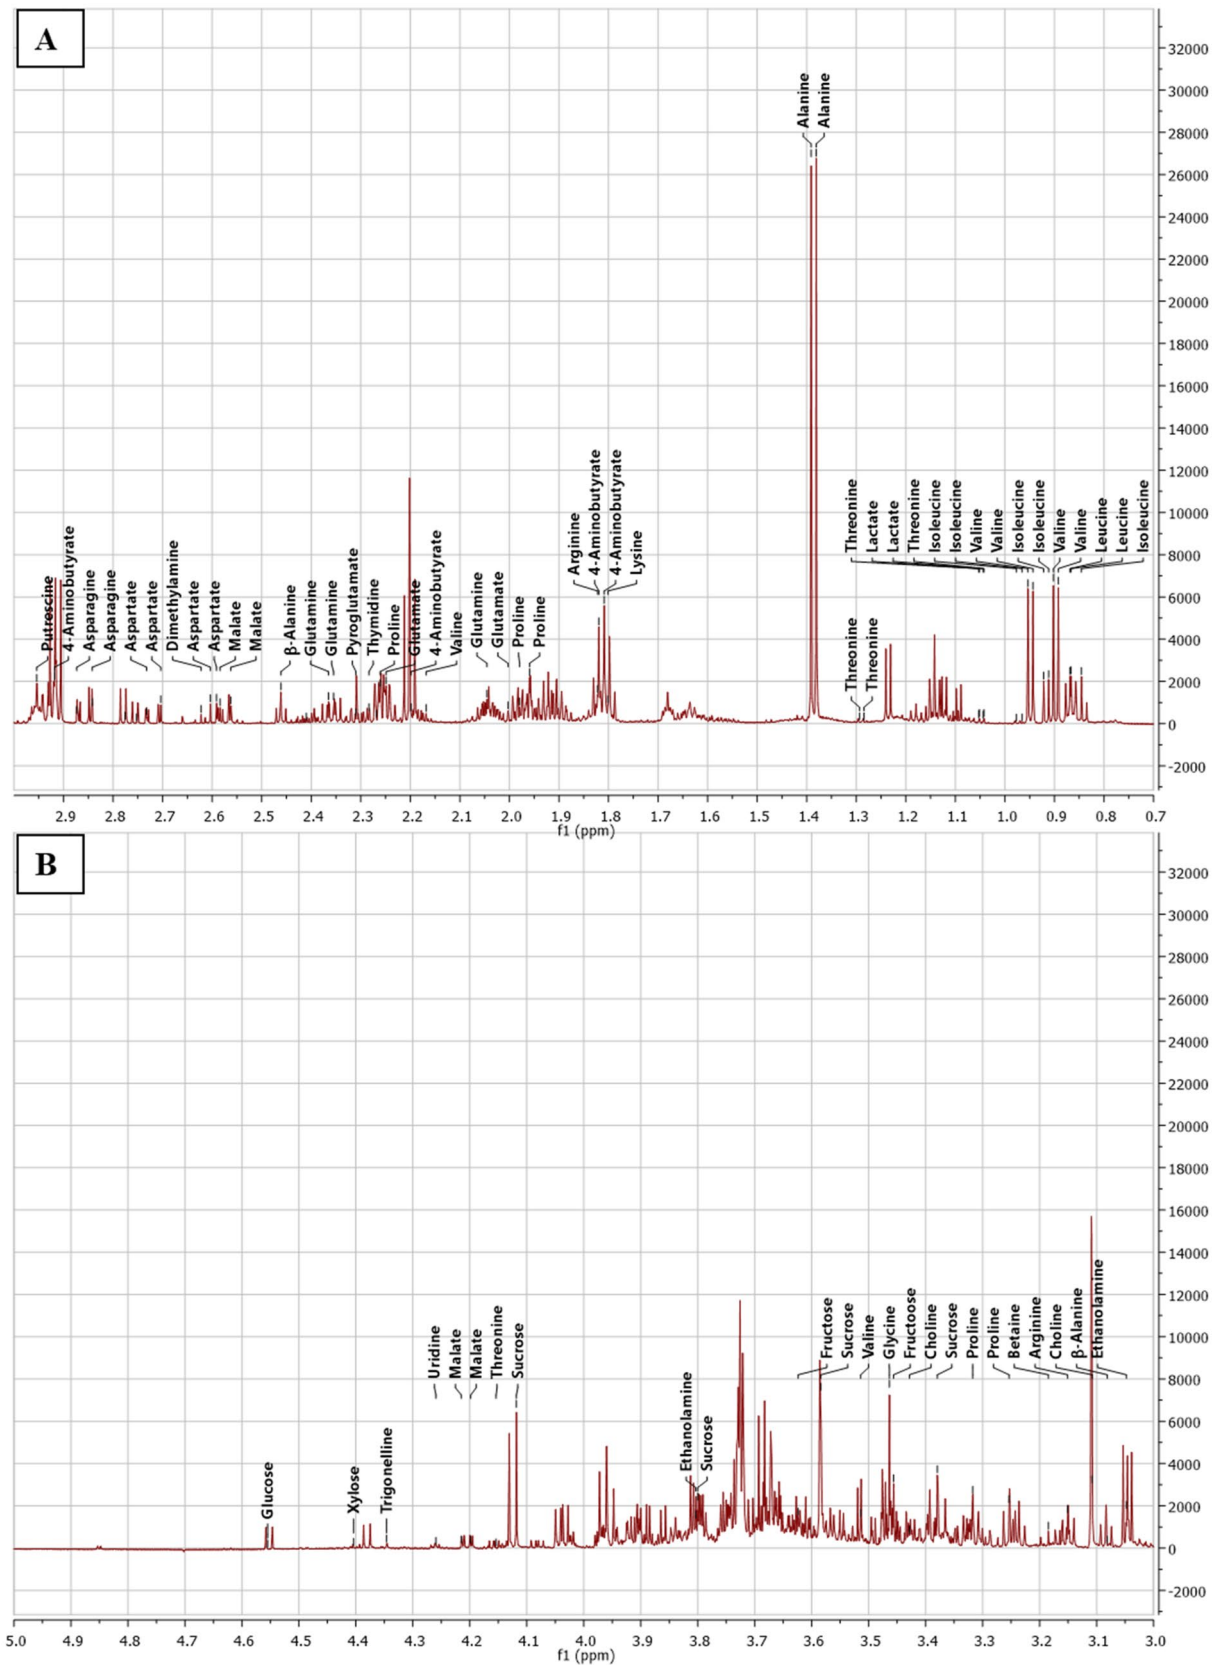 A
32000
30000
28000
26000
24000
22000
20000
18000
16000
14000
12000
10000
8000
6000
4000
2000
0
-2000
Putrescine
4-Aminobutyrate
Asparagine
Asparagine
Aspartate
Aspartate
Dimethylamine
Aspartate
Aspartate
Malate
Malate
β-Alanine
Glutamine
Glutamine
Pyroglutamate
Thymidine
Proline
Glutamate
4-Aminobutyrate
Valine
Glutamine
Glutamate
Proline
Proline
Arginine
4-Aminobutyrate
4-Aminobutyrate
Lysine
Alanine
Alanine
Threonine
Threonine
Threonine
Lactate
Lactate
Threonine
Isoleucine
Isoleucine
Valine
Valine
Isoleucine
Isoleucine
Valine
Valine
Leucine
Leucine
Isoleucine
2.9 2.8 2.7 2.6 2.5 2.4 2.3 2.2 2.1 2.0 1.9 1.8 1.7 1.6 1.5 1.4 1.3 1.2 1.1 1.0 0.9 0.8 0.7
f1 (ppm)
B
32000
30000
28000
26000
24000
22000
20000
18000
16000
14000
12000
10000
8000
6000
4000
2000
0
-2000
Glucose
Xylose
Trigonelline
Uridine
Malate
Malate
Threonine
Sucrose
Ethanolamine
Sucrose
Fructose
Sucrose
Valine
Glycine
Fructoose
Choline
Sucrose
Proline
Proline
Betaine
Arginine
Choline
β-Alanine
Ethanolamine
5.0 4.9 4.8 4.7 4.6 4.5 4.4 4.3 4.2 4.1 4.0 3.9 3.8 3.7 3.6 3.5 3.4 3.3 3.2 3.1 3.0
f1 (ppm)